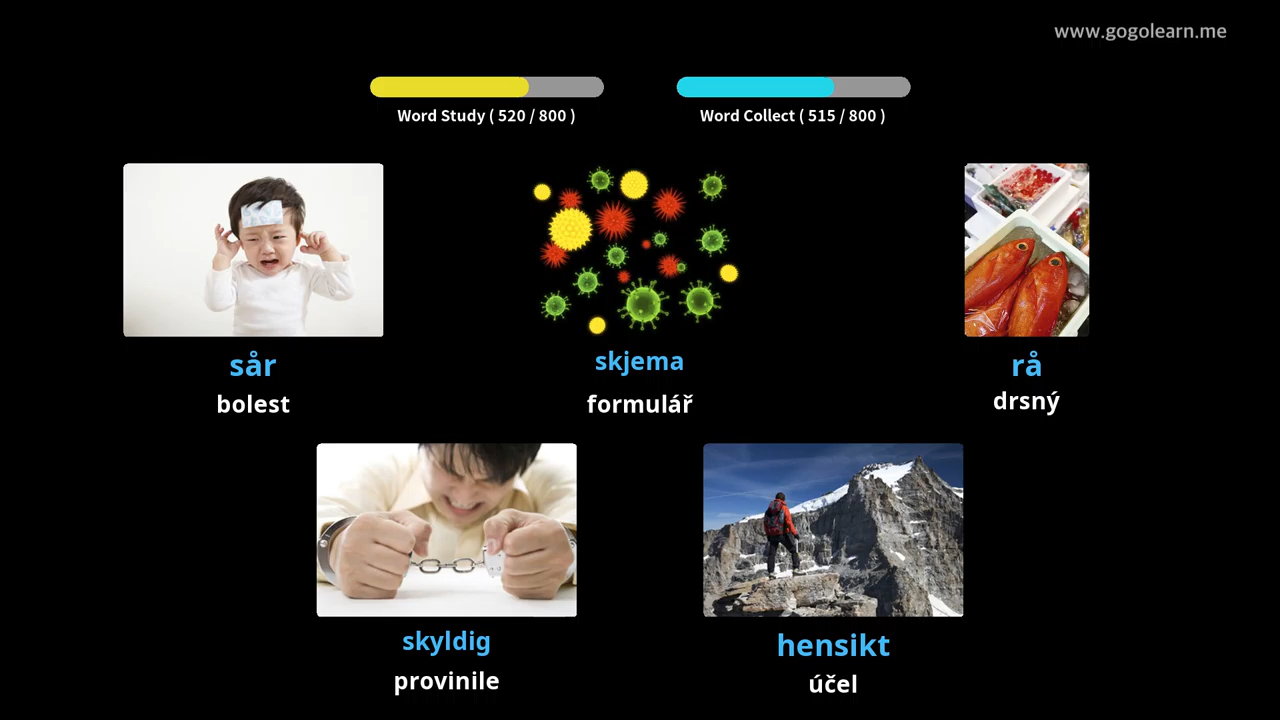 www.gogolearn.me
Word Study ( 520 / 800 )
Word Collect ( 515 / 800 )
sår
bolest
skjema
formulář
rå
drsný
skyldig
provinile
hensikt
účel